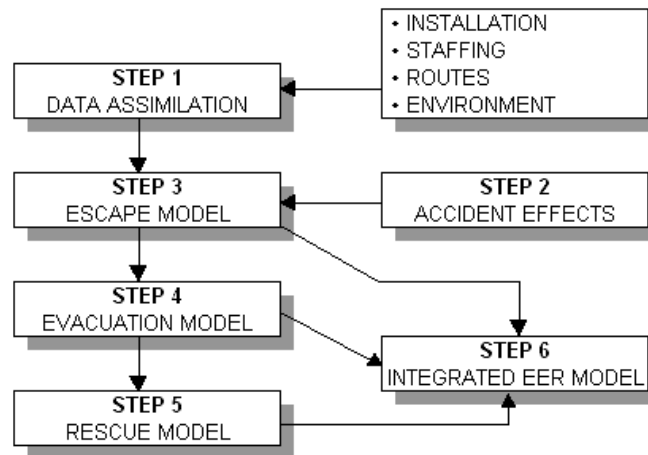 • INSTALLATION
• STAFFING
• ROUTES
• ENVIRONMENT
STEP 1
DATA ASSIMILATION
STEP 3
ESCAPE MODEL
STEP 2
ACCIDENT EFFECTS
STEP 4
EVACUATION MODEL
STEP 6
INTEGRATED EER MODEL
STEP 5
RESCUE MODEL